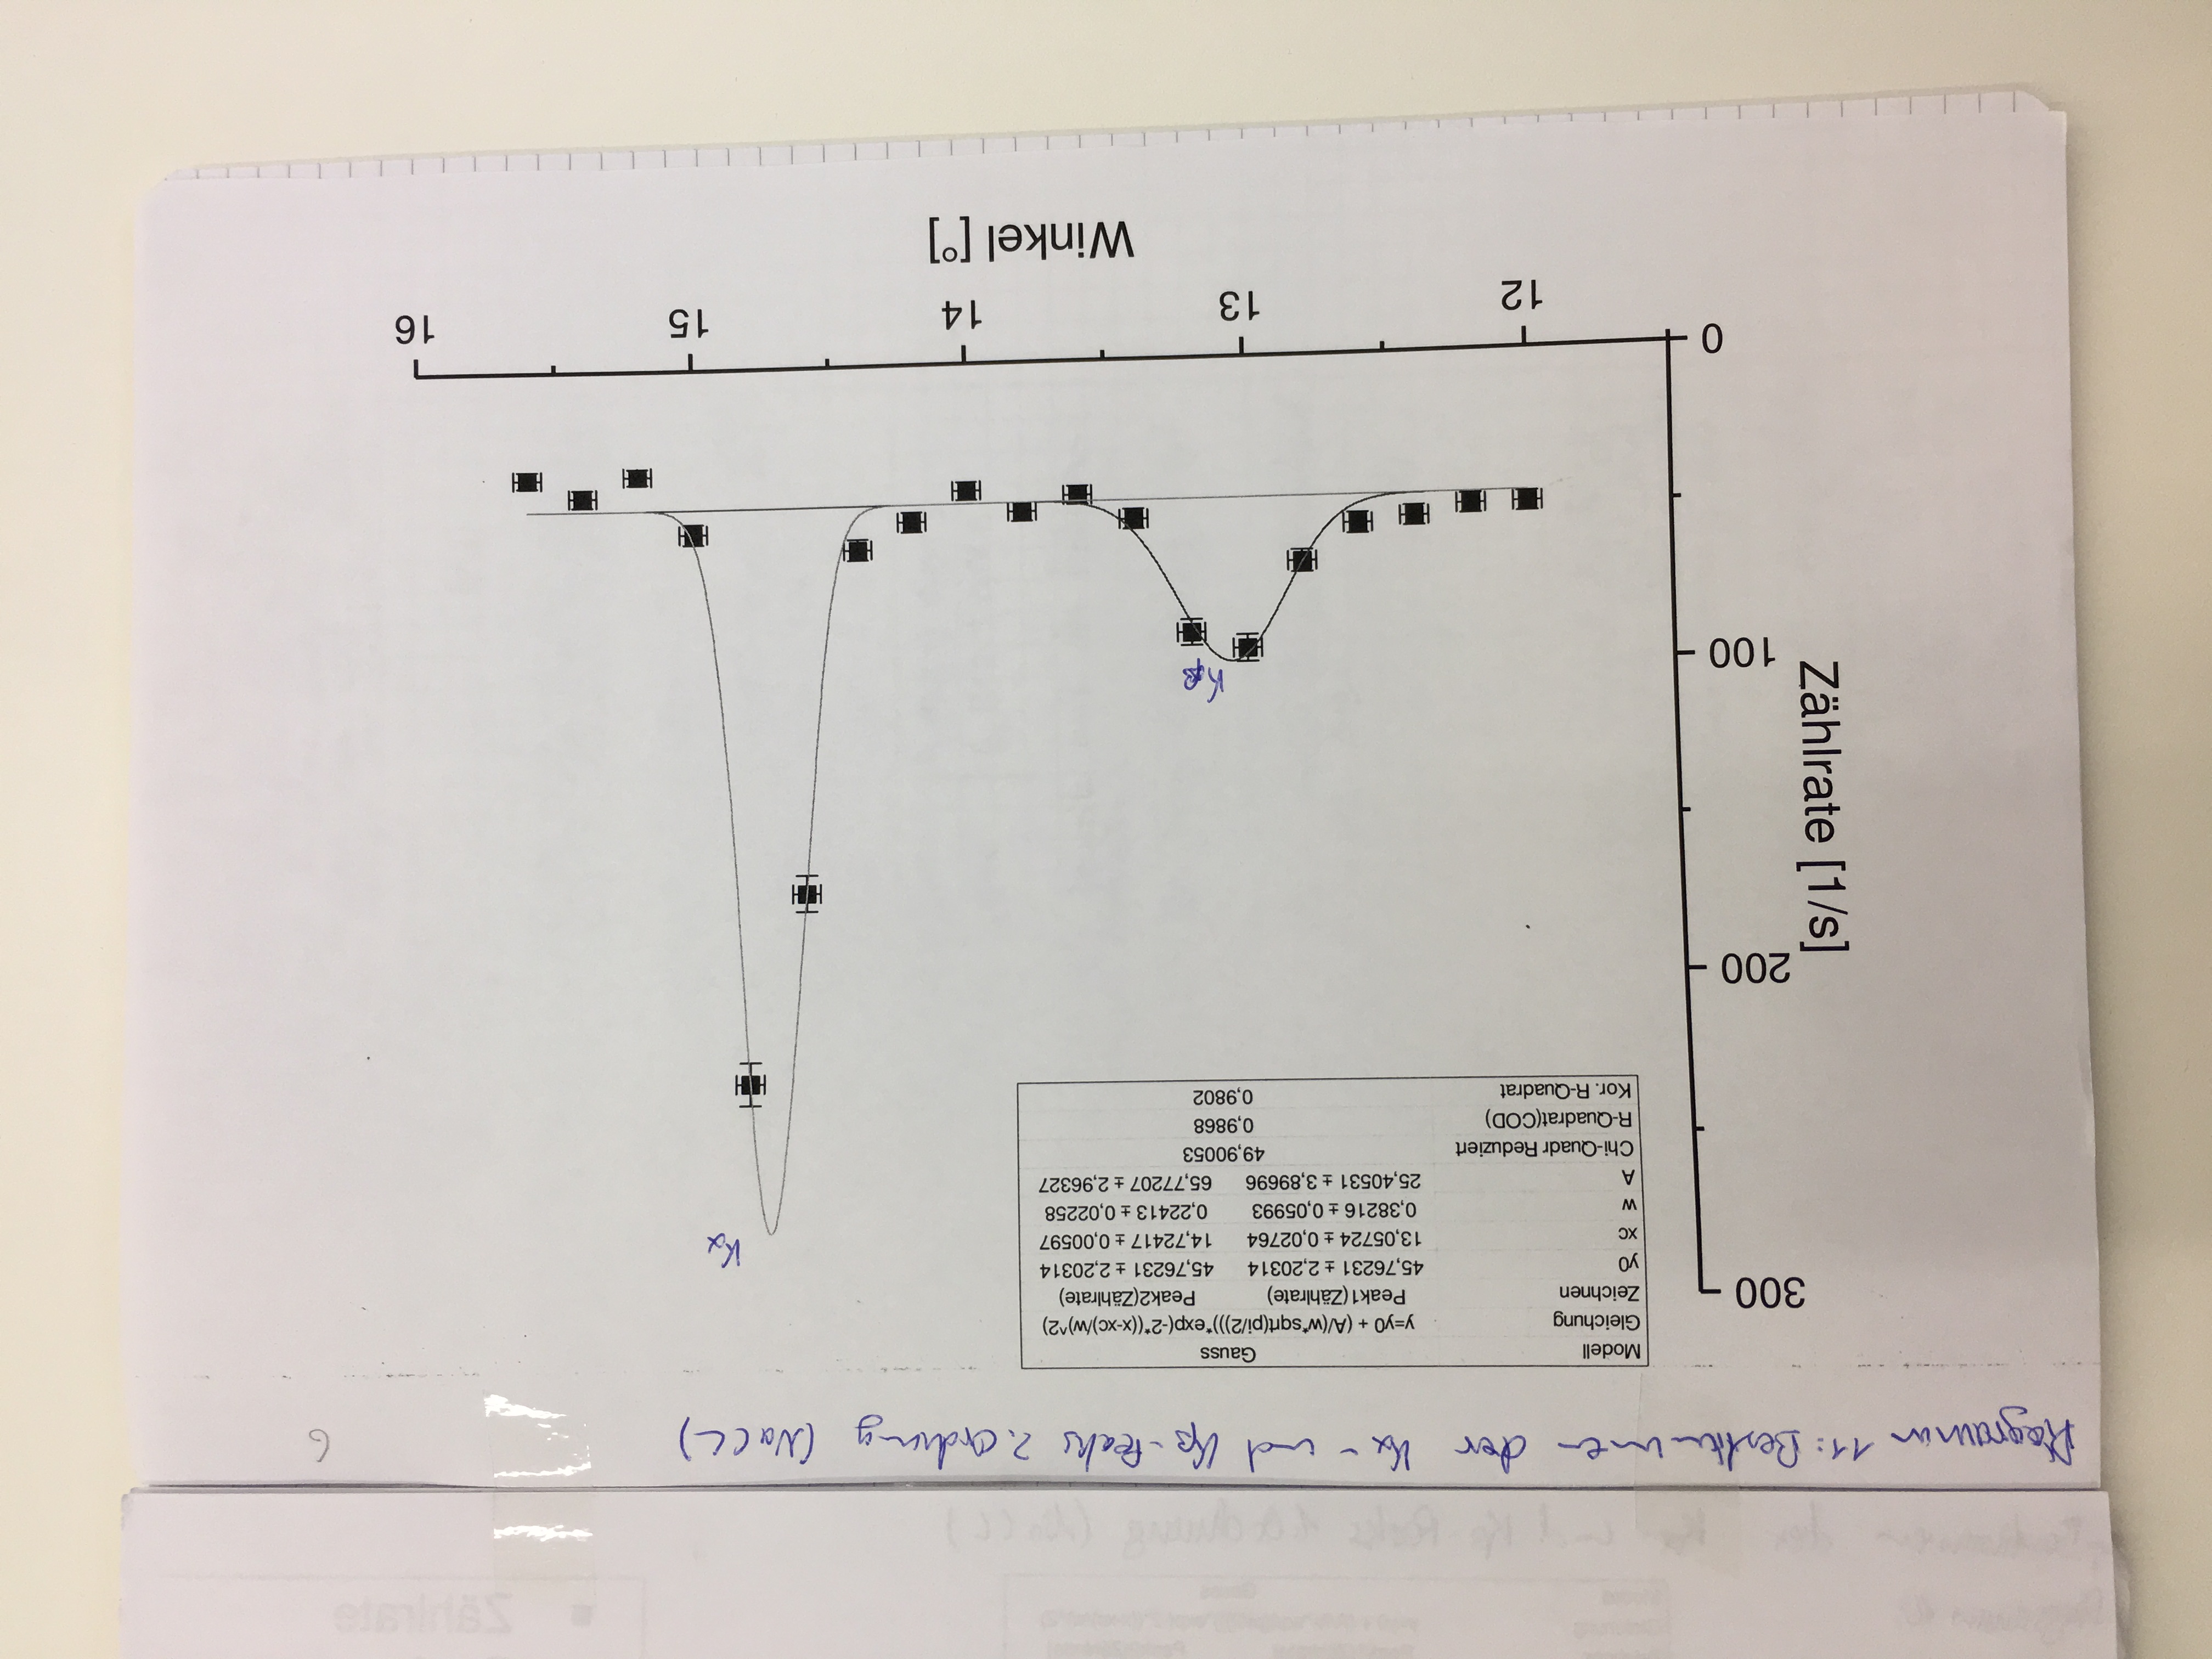 Zählrate
Diagramm 11: Bestimmen der Kα- und Kβ-Peaks 2. Ordnung (NaCl)
6
Modell Gauss
Gleichung y=y0 + (A/(w*sqrt(pi/2)))*exp(-2*((x-xc)/w)^2)
Zeichnen Peak1(Zählrate) Peak2(Zählrate)
y0 45,76231 ± 2,20314 45,76231 ± 2,20314
xc 13,05724 ± 0,02764 14,72417 ± 0,00597
w 0,38216 ± 0,05993 0,22413 ± 0,02258
A 25,40531 ± 3,89696 65,77207 ± 2,96327
Chi-Quadr Reduziert 49,90053
R-Quadrat(COD) 0,9868
Kor. R-Quadrat 0,9802
300
200
100
0
Zählrate [1/s]
Kα
Kβ
12 13 14 15 16
Winkel [°]